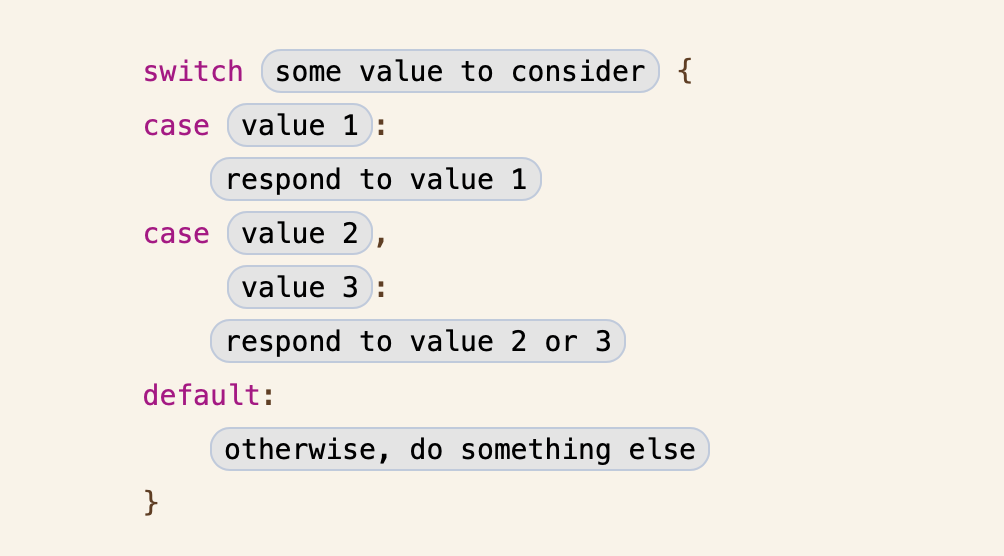 switch some value to consider {
case value 1:
respond to value 1
case value 2,
value 3:
respond to value 2 or 3
default:
otherwise, do something else
}